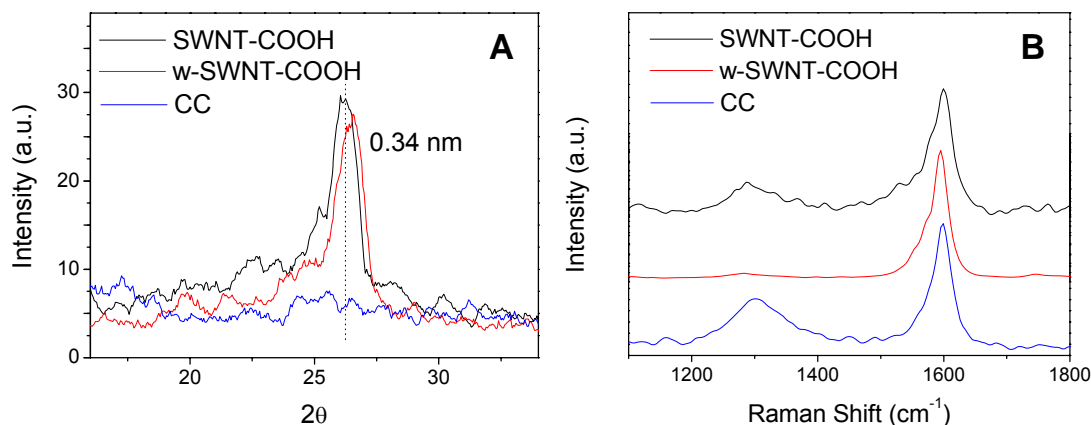 A
SWNT-COOH
w-SWNT-COOH
CC
0.34 nm
Intensity (a.u.)
30
20
10
0
20
25
30
2θ
B
SWNT-COOH
w-SWNT-COOH
CC
Intensity (a.u.)
1200
1400
1600
1800
Raman Shift (cm⁻¹)